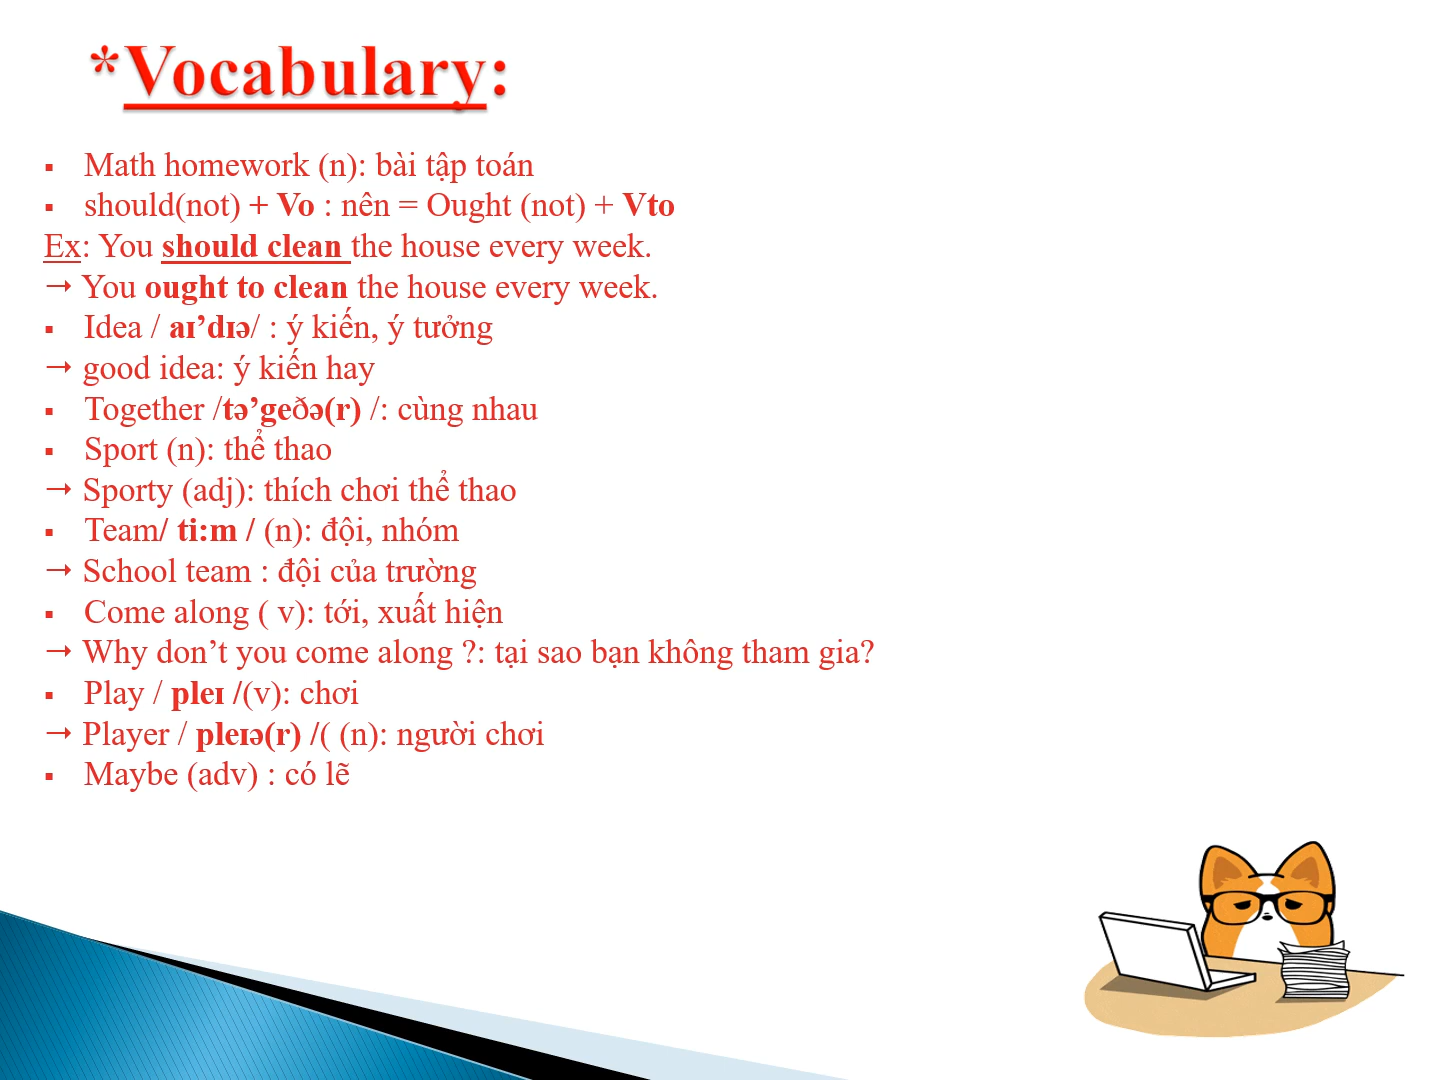 *Vocabulary:
▪ Math homework (n): bài tập toán
▪ should(not) + Vo : nên = Ought (not) + Vto
Ex: You should clean the house every week.
→ You ought to clean the house every week.
▪ Idea / aɪ’dɪə/ : ý kiến, ý tưởng
→ good idea: ý kiến hay
▪ Together /tə’geðə(r) /: cùng nhau
▪ Sport (n): thể thao
→ Sporty (adj): thích chơi thể thao
▪ Team/ ti:m / (n): đội, nhóm
→ School team : đội của trường
▪ Come along ( v): tới, xuất hiện
→ Why don’t you come along ?: tại sao bạn không tham gia?
▪ Play / pleɪ /(v): chơi
→ Player / pleɪə(r) /( (n): người chơi
▪ Maybe (adv) : có lẽ